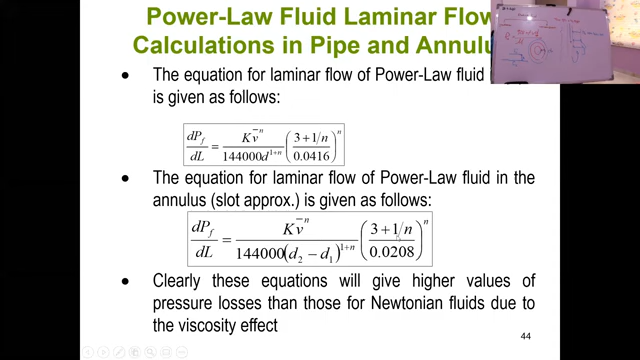 Power-Law Fluid Laminar Flow
Calculations in Pipe and Annulu
• The equation for laminar flow of Power-Law fluid
is given as follows:
dP_f/dL = K v̄^n / 144000d^(1+n) ((3+1/n)/0.0416)^n
• The equation for laminar flow of Power-Law fluid in the
annulus (slot approx.) is given as follows:
dP_f/dL = K v̄^n / 144000(d_2 − d_1)^(1+n) ((3+1/n)/0.0208)^n
• Clearly these equations will give higher values of
pressure losses than those for Newtonian fluids due to
the viscosity effect
44